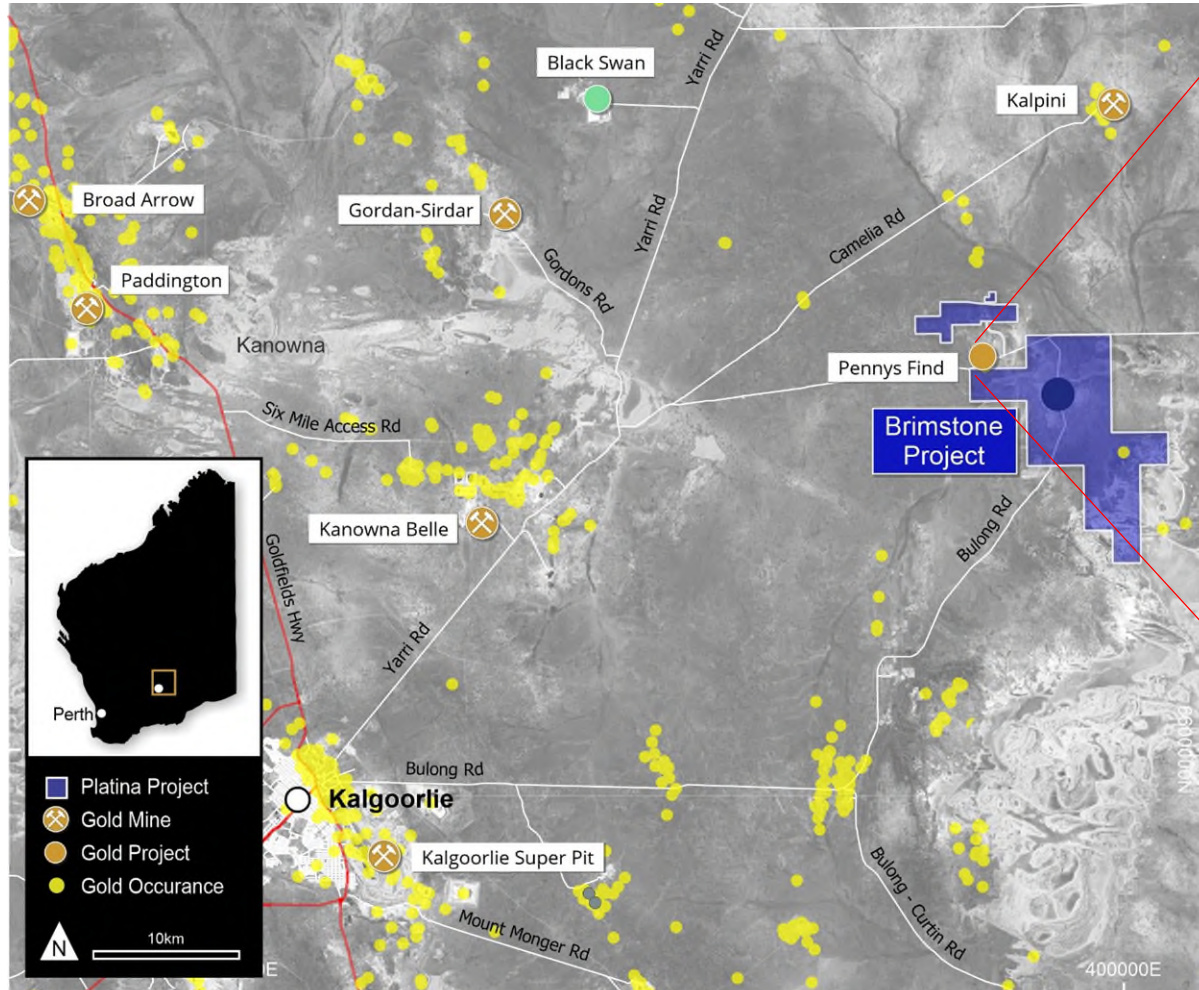 Black Swan
Yarri Rd
Kalpini
Broad Arrow
Gordan-Sirdar
Yarri Rd
Camelia Rd
Gordons Rd
Paddington
Kanowna
Pennys Find
Six Mile Access Rd
Brimstone
Project
Kanowna Belle
Bulong Rd
Goldfields Hwy
Yarri Rd
Perth
6600000N
Bulong Rd
Platina Project
Kalgoorlie
Gold Mine
Gold Project
Kalgoorlie Super Pit
Gold Occurance
Bulong - Curtin Rd
Mount Monger Rd
N
10km
E
400000E